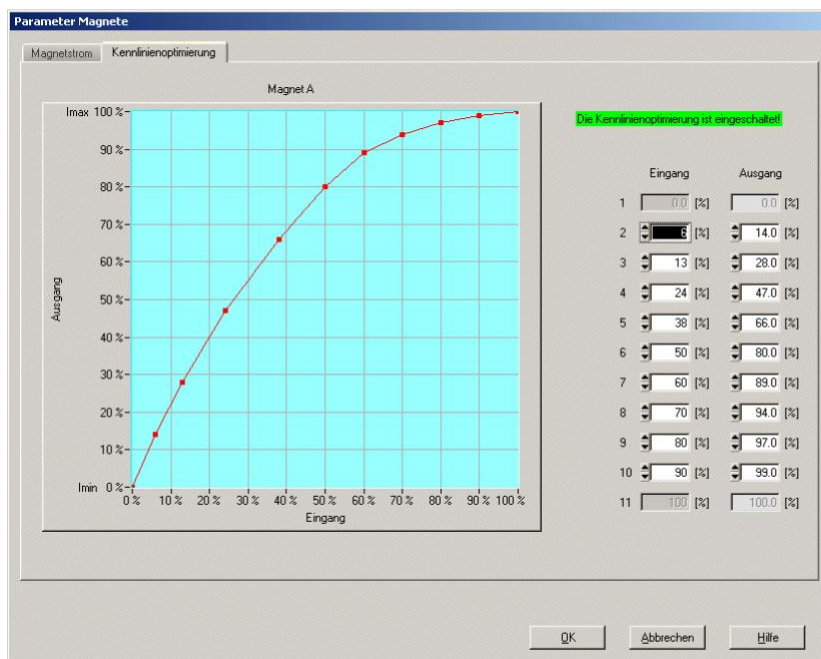 Parameter Magnete
Magnetstrom Kennlinienoptimierung
Magnet A
Imax 100 %
90 %
80 %
70 %
60 %
50 %
40 %
30 %
20 %
10 %
Imin 0 %
Ausgang
0 % 10 % 20 % 30 % 40 % 50 % 60 % 70 % 80 % 90 % 100 %
Eingang
Die Kennlinienoptimierung ist eingeschaltet!
Eingang Ausgang
1 0.0 [%] 0.0 [%]
2 6 [%] 14.0 [%]
3 13 [%] 28.0 [%]
4 24 [%] 47.0 [%]
5 38 [%] 66.0 [%]
6 50 [%] 80.0 [%]
7 60 [%] 89.0 [%]
8 70 [%] 94.0 [%]
9 80 [%] 97.0 [%]
10 90 [%] 99.0 [%]
11 100 [%] 100.0 [%]
OK Abbrechen Hilfe